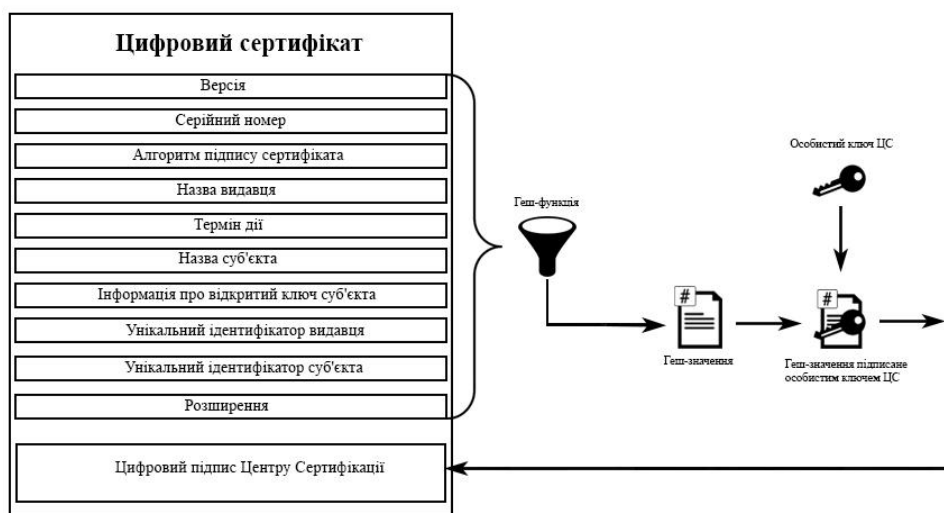 Цифровий сертифікат
Версія
Серійний номер
Алгоритм підпису сертифіката
Назва видавця
Термін дії
Назва суб'єкта
Інформація про відкритий ключ суб'єкта
Унікальний ідентифікатор видавця
Унікальний ідентифікатор суб'єкта
Розширення
Цифровий підпис Центру Сертифікації
Геш-функція
#
Геш-значення
Особистий ключ ЦС
#
Геш-значення підписане
особистим ключем ЦС